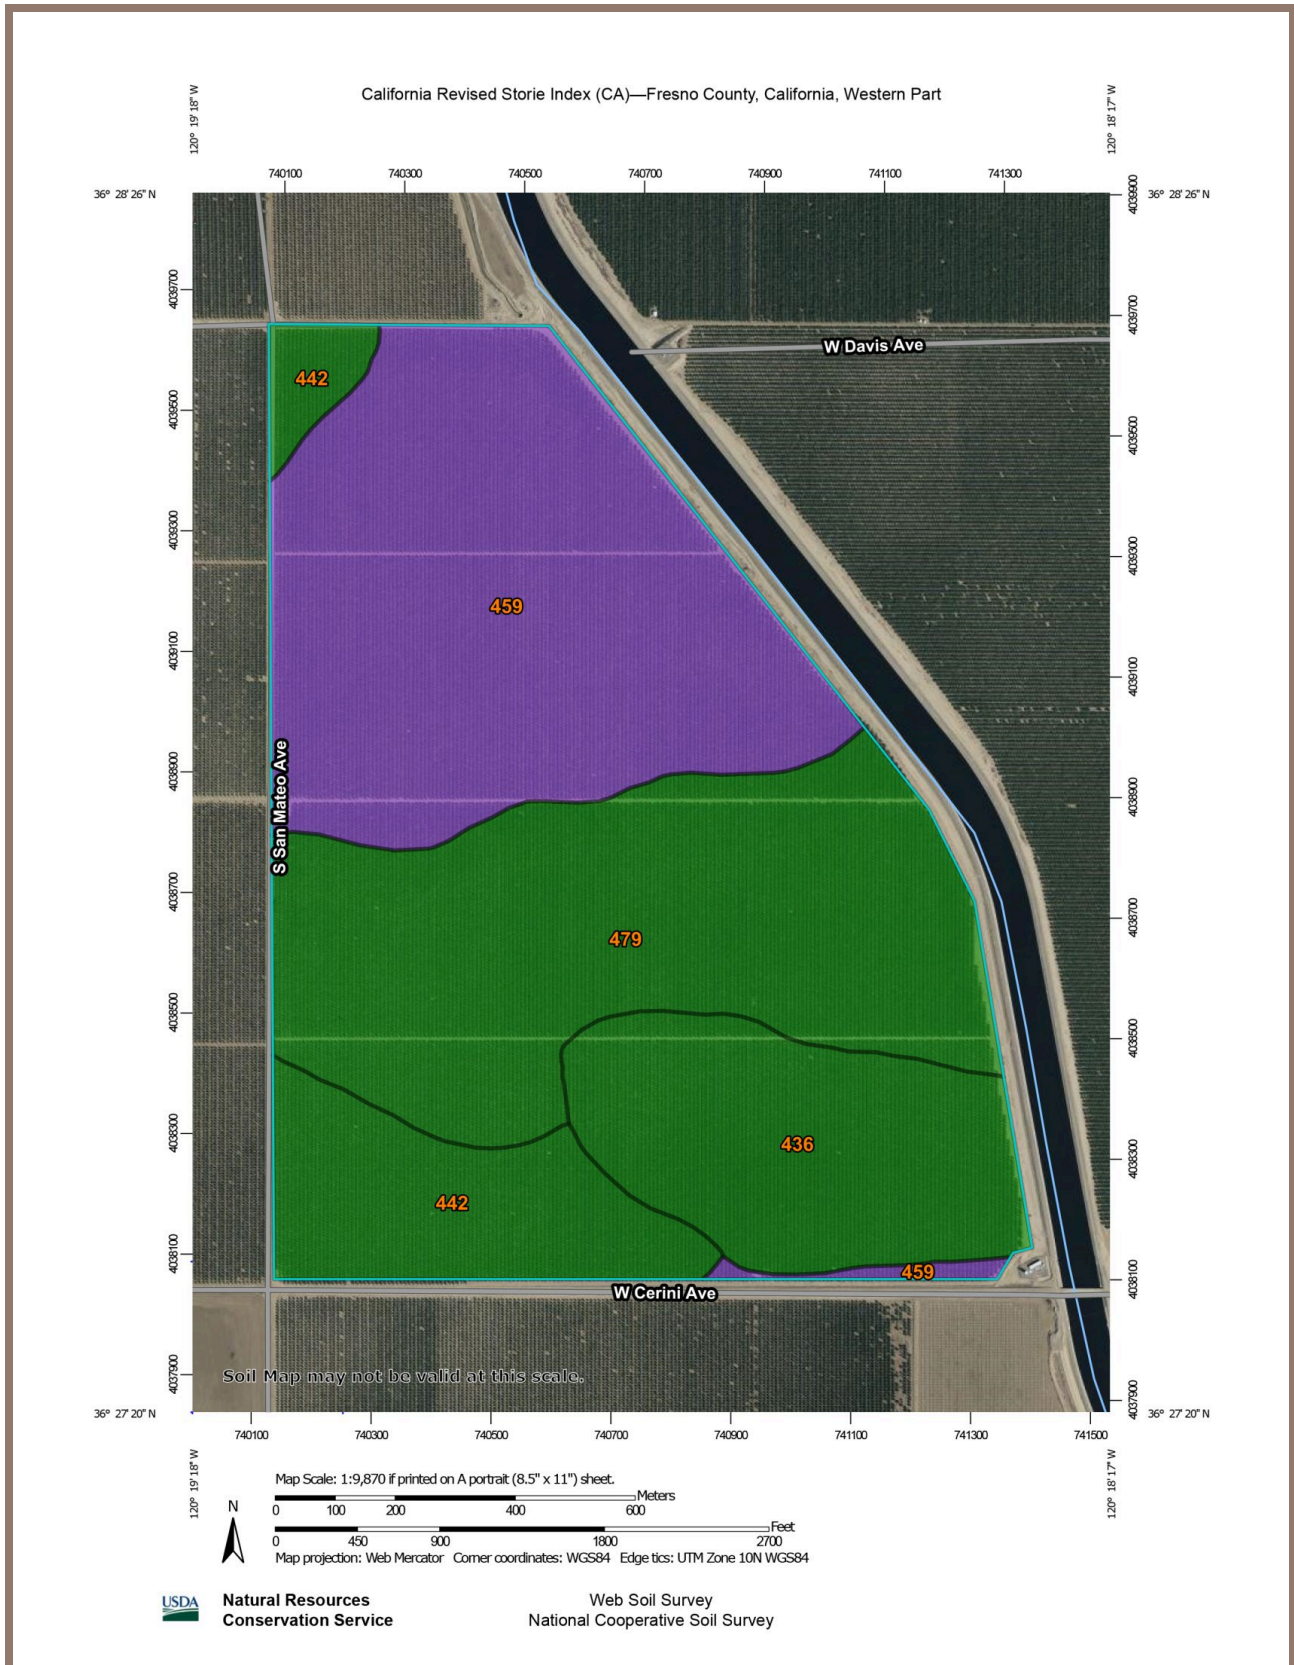 California Revised Storie Index (CA)—Fresno County, California, Western Part
120° 19' 18" W
120° 18' 17" W
740100 740300 740500 740700 740900 741100 741300
36° 28' 26" N
36° 28' 26" N
4039900
4039700
4039700
W Davis Ave
442
4039500
4039500
4039300
4039300
459
4039100
4039100
S San Mateo Ave
4038900
4038900
4038700
4038700
479
4038500
4038500
4038300
4038300
436
442
4038100
4038100
459
W Cerini Ave
4037900
4037900
Soil Map may not be valid at this scale.
36° 27' 20" N
36° 27' 20" N
740100 740300 740500 740700 740900 741100 741300 741500
120° 19' 18" W
120° 18' 17" W
Map Scale: 1:9,870 if printed on A portrait (8.5" x 11") sheet.
N
Meters
0 100 200 400 600
Feet
0 450 900 1800 2700
Map projection: Web Mercator Corner coordinates: WGS84 Edge tics: UTM Zone 10N WGS84
USDA
Natural Resources
Conservation Service
Web Soil Survey
National Cooperative Soil Survey